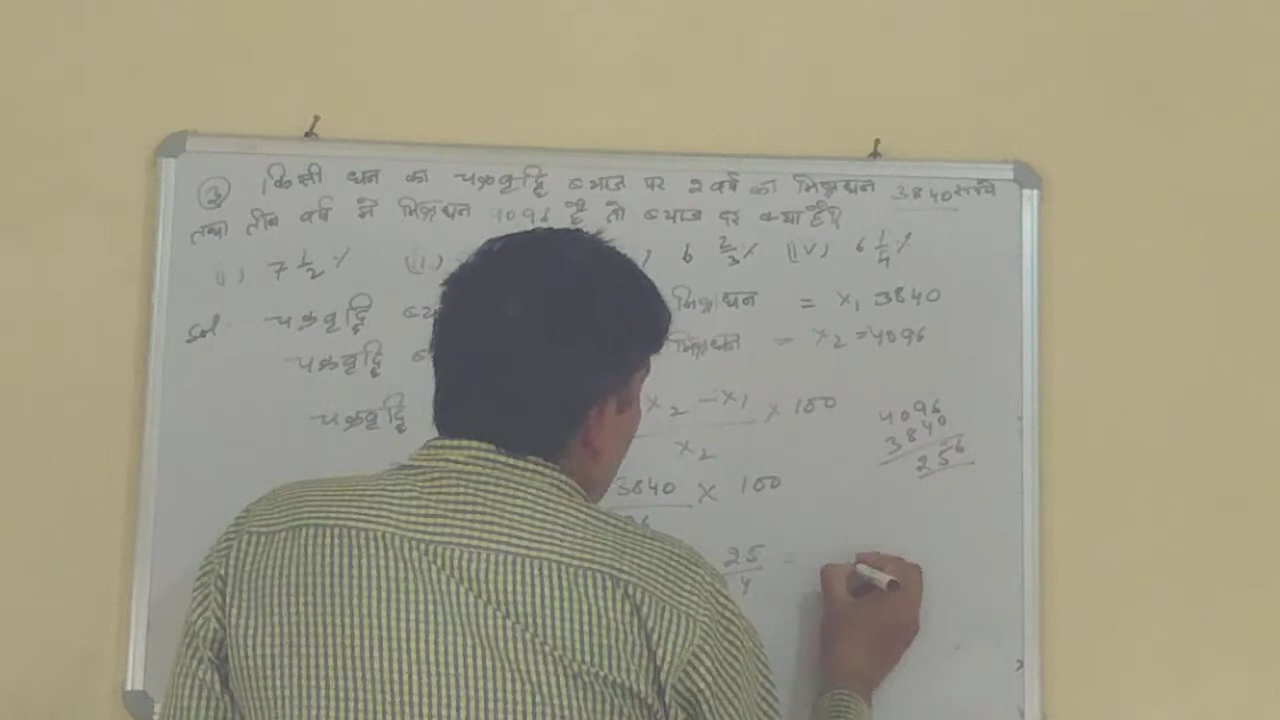 ③ किसी धन का चक्रवृद्धि ब्याज पर 2 वर्ष का मिश्रधन 3840 रूपये
तथा तीन वर्ष में मिश्रधन 4096 है तो ब्याज दर क्या है?
(i) 7 1/2 % (ii) 6 2/3 % (iv) 6 1/4 %
Sol चक्रवृद्धि मिश्रधन = x₁ 3840
चक्रवृद्धि मिश्रधन = x₂ = 4096
चक्रवृद्धि x₂ - x₁ / x₂ × 100
4096
3840
256
3840 × 100
25/4 =